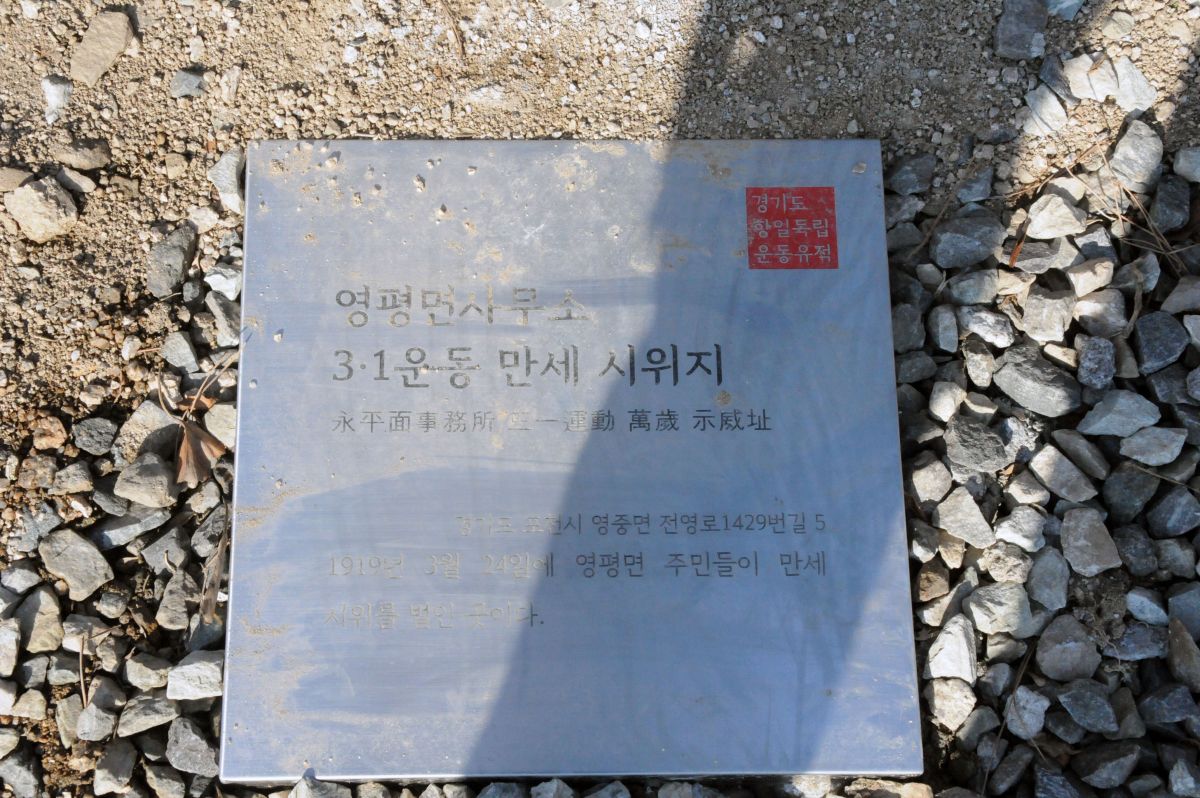 경기도
항일독립
운동유적
영평면사무소
3·1운동 만세 시위지
永平面事務所 三一運動 萬歲 示威址
경기도 포천시 영중면 전영로1429번길 5
1919년 3월 24일에 영평면 주민들이 만세
시위를 벌인 곳이다.